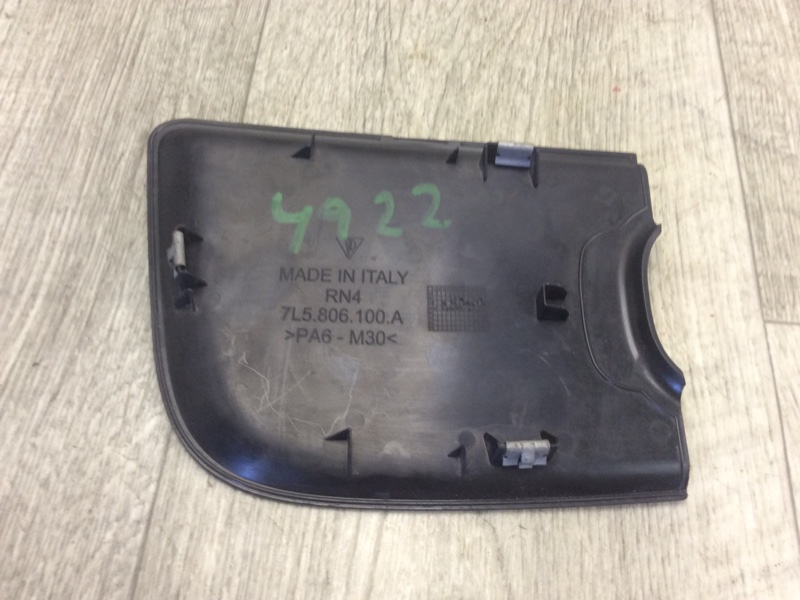 4922
MADE IN ITALY
RN4
7L5.806.100.A
>PA6 - M30<